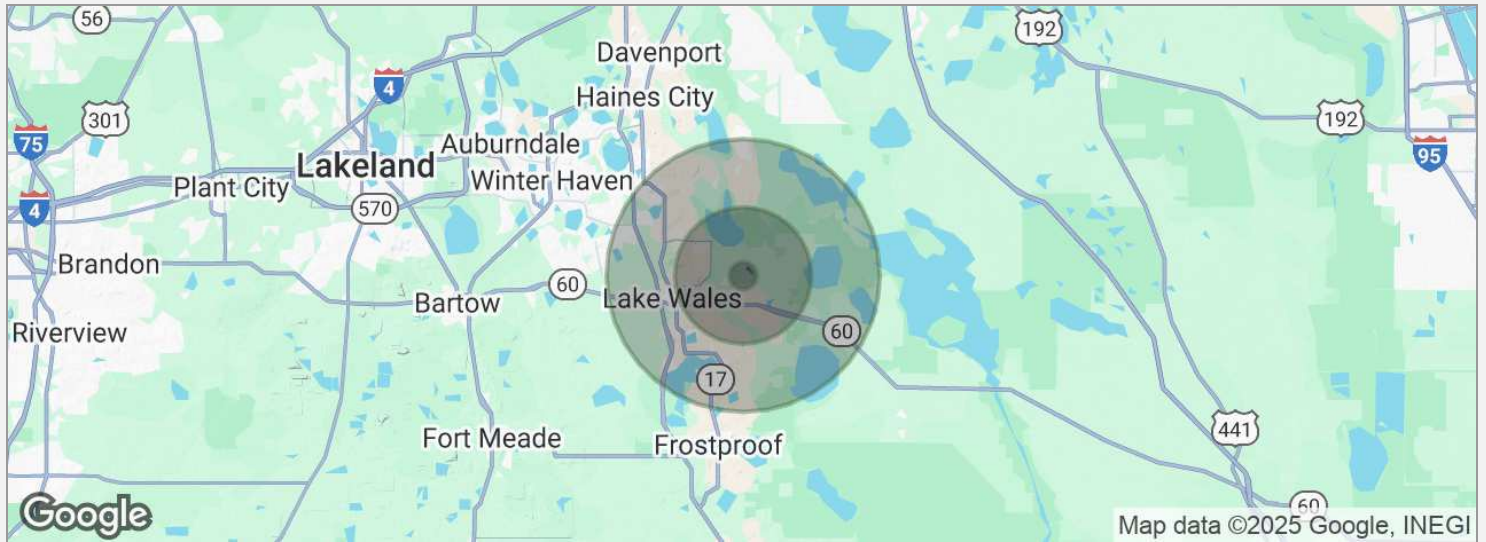 56
192
Davenport
4
Haines City
301
192
75
Auburndale
95
Lakeland
Winter Haven
Plant City
4
570
Brandon
60
Lake Wales
Bartow
60
Riverview
17
441
Fort Meade
Frostproof
60
Google
Map data ©2025 Google, INEGI